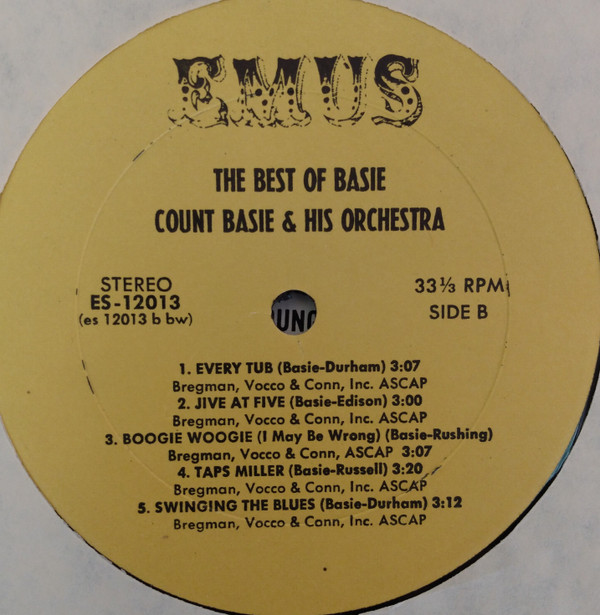 EMUS
THE BEST OF BASIE
COUNT BASIE & HIS ORCHESTRA
STEREO
ES-12013
(es 12013 b bw)
33 ⅓ RPM
SIDE B
UN
1. EVERY TUB (Basie-Durham) 3:07
Bregman, Vocco & Conn, Inc. ASCAP
2. JIVE AT FIVE (Basie-Edison) 3:00
Bregman, Vocco & Conn, Inc. ASCAP
3. BOOGIE WOOGIE (I May Be Wrong) (Basie-Rushing)
Bregman, Vocco & Conn, ASCAP 3:07
4. TAPS MILLER (Basie-Russell) 3:20
Bregman, Vocco & Conn, Inc. ASCAP
5. SWINGING THE BLUES (Basie-Durham) 3:12
Bregman, Vocco & Conn, Inc. ASCAP